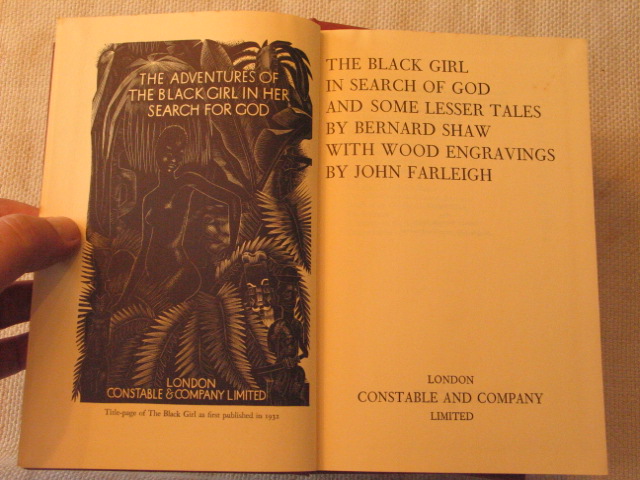 THE ADVENTURES OF
THE BLACK GIRL IN HER
SEARCH FOR GOD
LONDON
CONSTABLE & COMPANY LIMITED
Title-page of The Black Girl as first published in 1932
THE BLACK GIRL
IN SEARCH OF GOD
AND SOME LESSER TALES
BY BERNARD SHAW
WITH WOOD ENGRAVINGS
BY JOHN FARLEIGH
LONDON
CONSTABLE AND COMPANY
LIMITED